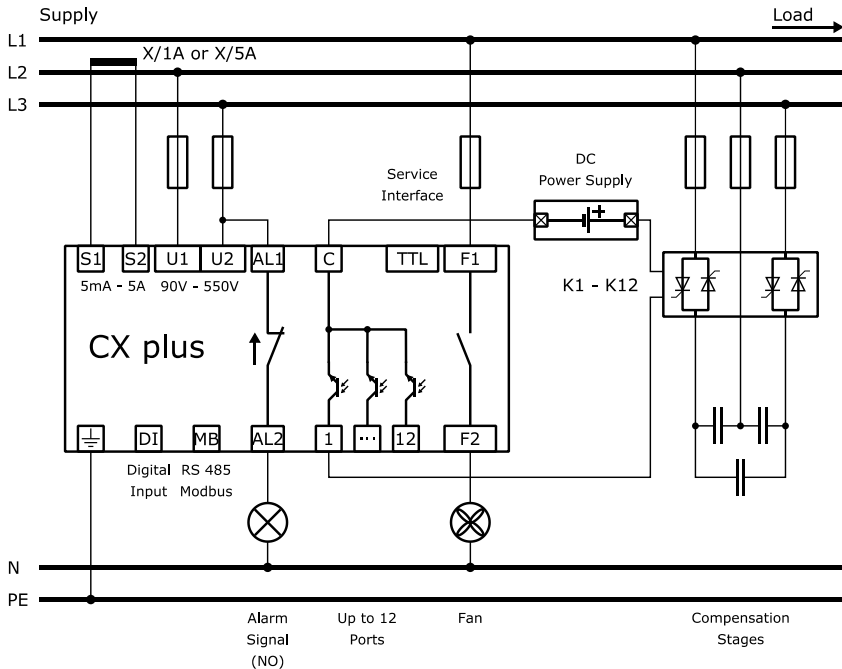 Supply
Load
L1
X/1A or X/5A
L2
L3
Service
Interface
DC
Power Supply
+
S1 S2 U1 U2 AL1 C TTL F1
5mA - 5A 90V - 550V
K1 - K12
CX plus
DI MB AL2 1 ... 12 F2
Digital
Input
RS 485
Modbus
N
PE
Alarm
Signal
(NO)
Up to 12
Ports
Fan
Compensation
Stages